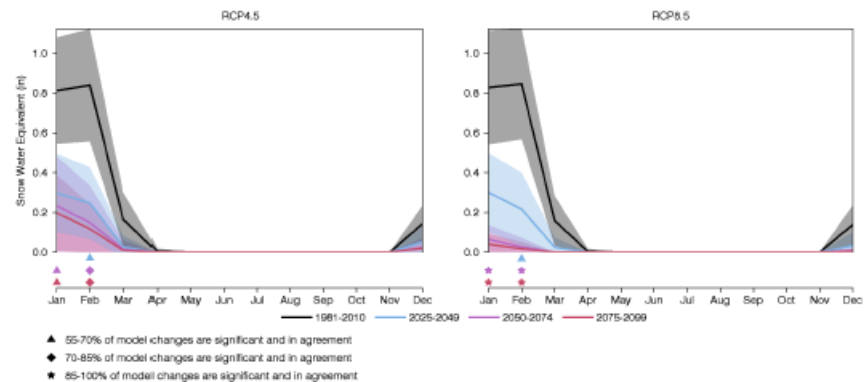 RCP4.5
RCP8.5
Snow Water Equivalent (in)
1.0
0.8
0.6
0.4
0.2
0.0
1.0
0.8
0.6
0.4
0.2
0.0
Jan Feb Mar Apr May Jun Jul Aug Sep Oct Nov Dec
Jan Feb Mar Apr May Jun Jul Aug Sep Oct Nov Dec
1981-2010 2025-2049 2050-2074 2075-2099
55-70% of model changes are significant and in agreement
70-85% of model changes are significant and in agreement
85-100% of model changes are significant and in agreement